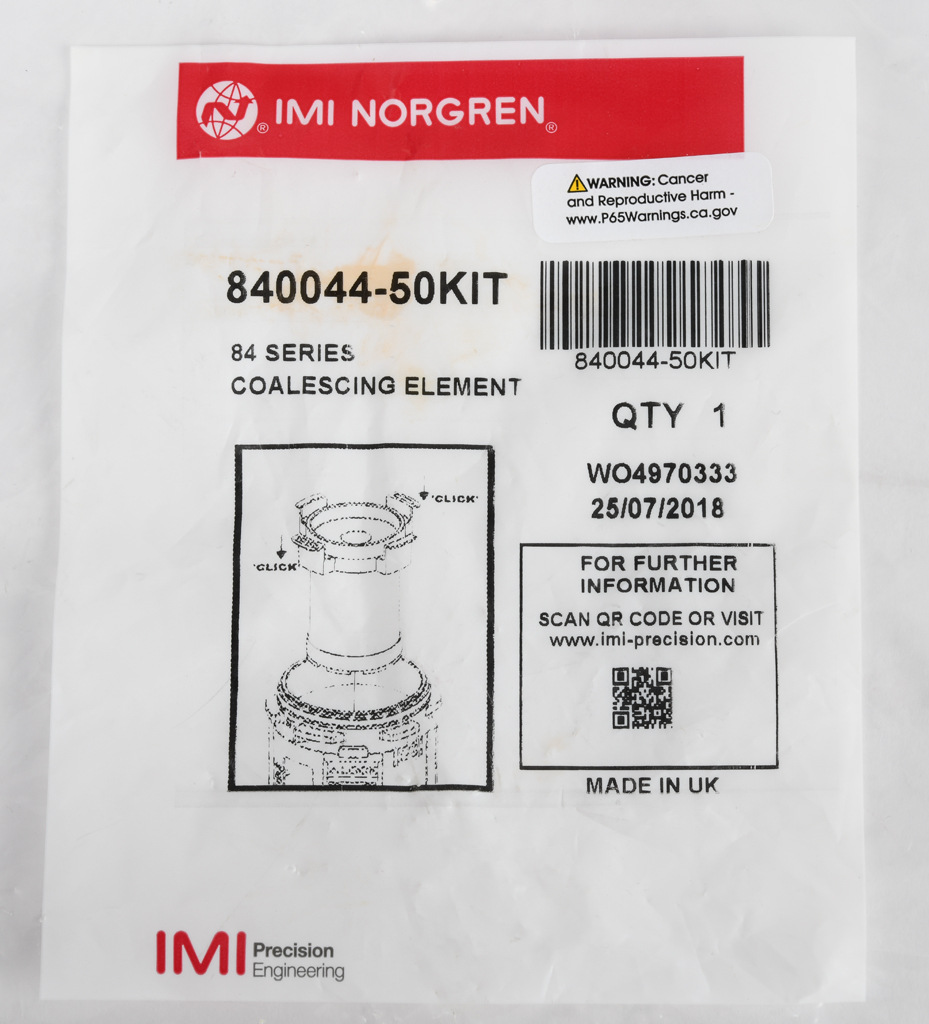 ® IMI NORGREN®
⚠WARNING: Cancer
and Reproductive Harm -
www.P65Warnings.ca.gov
840044-50KIT
84 SERIES
COALESCING ELEMENT
840044-50KIT
QTY 1
WO4970333
25/07/2018
'CLICK'
'CLICK'
FOR FURTHER
INFORMATION
SCAN QR CODE OR VISIT
www.imi-precision.com
MADE IN UK
IMI Precision
Engineering